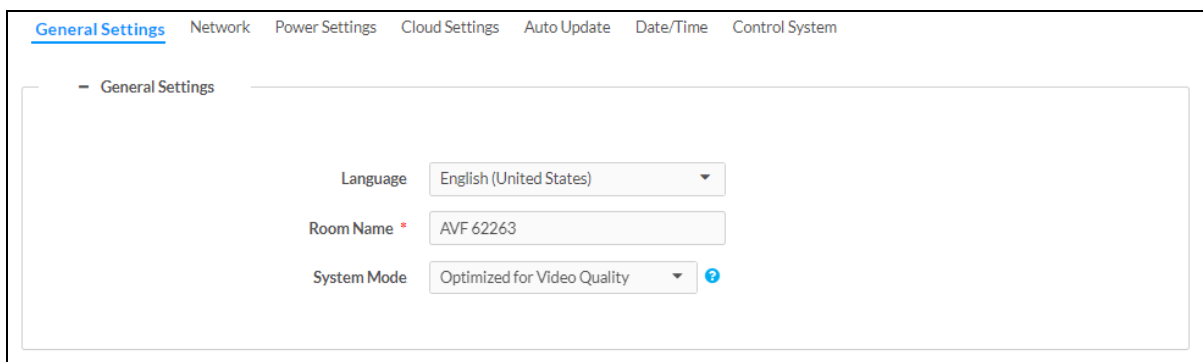 General Settings Network Power Settings Cloud Settings Auto Update Date/Time Control System
− General Settings
Language English (United States)
Room Name * AVF 62263
System Mode Optimized for Video Quality ?